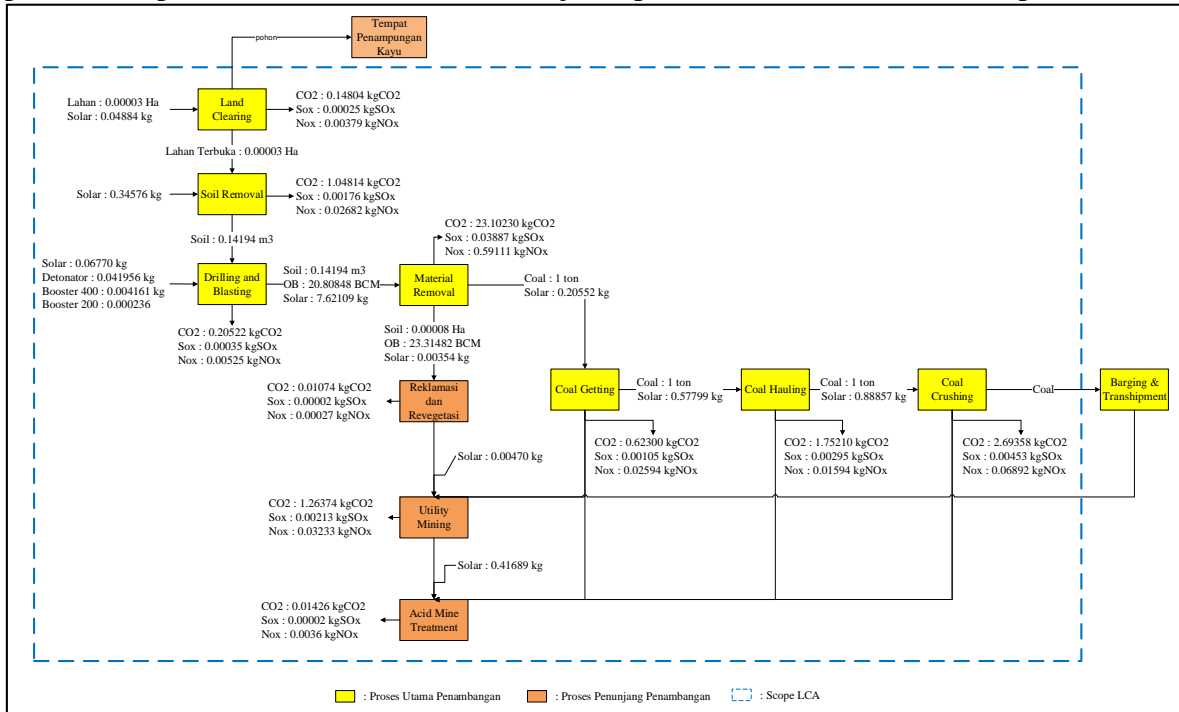 Tempat
Penampungan
Kayu
pohon
Lahan : 0.00003 Ha
Solar : 0.04884 kg
Land
Clearing
CO2 : 0.14804 kgCO2
Sox : 0.00025 kgSOx
Nox : 0.00379 kgNOx
Lahan Terbuka : 0.00003 Ha
Solar : 0.34576 kg
Soil Removal
CO2 : 1.04814 kgCO2
Sox : 0.00176 kgSOx
Nox : 0.02682 kgNOx
Soil : 0.14194 m3
Solar : 0.06770 kg
Detonator : 0.041956 kg
Booster 400 : 0.004161 kg
Booster 200 : 0.000236
Drilling and
Blasting
Soil : 0.14194 m3
OB : 20.80848 BCM
Solar : 7.62109 kg
CO2 : 0.20522 kgCO2
Sox : 0.00035 kgSOx
Nox : 0.00525 kgNOx
CO2 : 23.10230 kgCO2
Sox : 0.03887 kgSOx
Nox : 0.59111 kgNOx
Material
Removal
Coal : 1 ton
Solar : 0.20552 kg
Soil : 0.00008 Ha
OB : 23.31482 BCM
Solar : 0.00354 kg
CO2 : 0.01074 kgCO2
Sox : 0.00002 kgSOx
Nox : 0.00027 kgNOx
Reklamasi
dan
Revegetasi
Coal Getting
Coal : 1 ton
Solar : 0.57799 kg
Coal Hauling
Coal : 1 ton
Solar : 0.88857 kg
Coal
Crushing
Coal
Barging &
Transhipment
CO2 : 0.62300 kgCO2
Sox : 0.00105 kgSOx
Nox : 0.02594 kgNOx
CO2 : 1.75210 kgCO2
Sox : 0.00295 kgSOx
Nox : 0.01594 kgNOx
CO2 : 2.69358 kgCO2
Sox : 0.00453 kgSOx
Nox : 0.06892 kgNOx
Solar : 0.00470 kg
CO2 : 1.26374 kgCO2
Sox : 0.00213 kgSOx
Nox : 0.03233 kgNOx
Utility
Mining
Solar : 0.41689 kg
CO2 : 0.01426 kgCO2
Sox : 0.00002 kgSOx
Nox : 0.0036 kgNOx
Acid Mine
Treatment
: Proses Utama Penambangan
: Proses Penunjang Penambangan
: Scope LCA